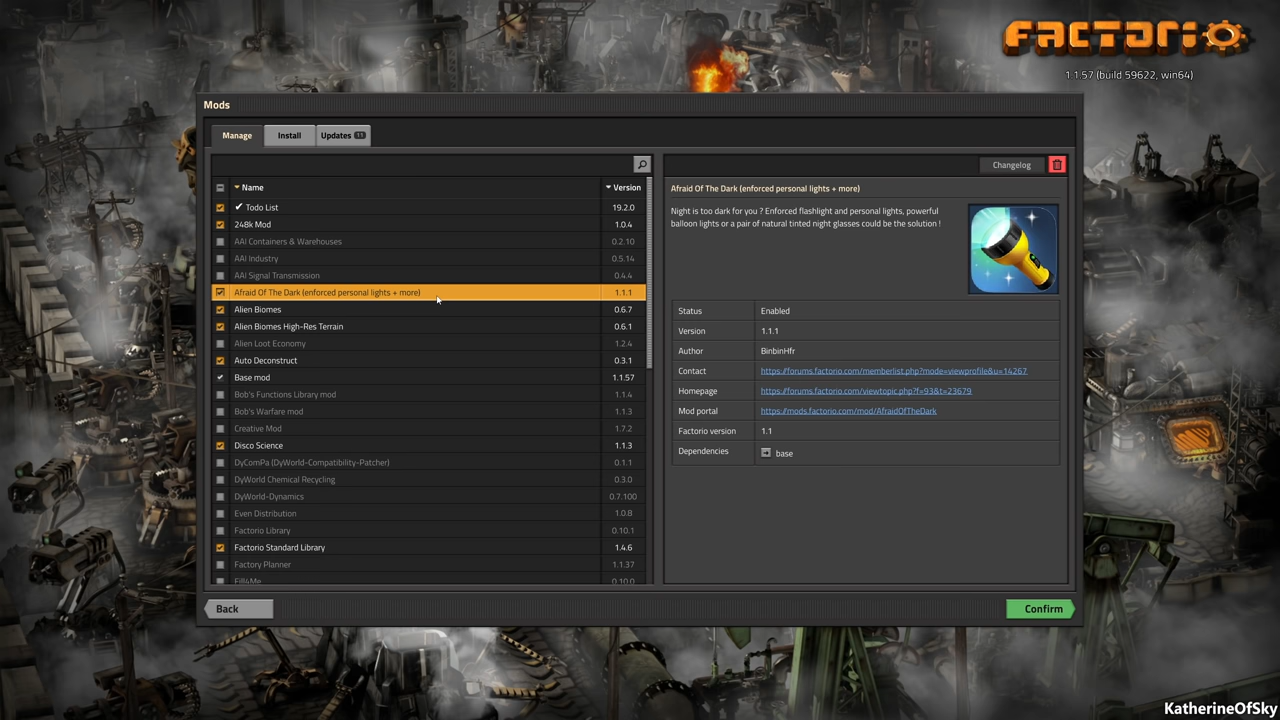 FACTORIO
1.1.57 (build 59622, win64)
Mods
Manage Install Updates 11
Changelog
Name Version
✔ Todo List 19.2.0
248k Mod 1.0.4
AAI Containers & Warehouses 0.2.10
AAI Industry 0.5.14
AAI Signal Transmission 0.4.4
Afraid Of The Dark (enforced personal lights + more) 1.1.1
Alien Biomes 0.6.7
Alien Biomes High-Res Terrain 0.6.1
Alien Loot Economy 1.2.4
Auto Deconstruct 0.3.1
Base mod 1.1.57
Bob's Functions Library mod 1.1.4
Bob's Warfare mod 1.1.3
Creative Mod 1.7.2
Disco Science 1.1.3
DyComPa (DyWorld-Compatibility-Patcher) 0.1.1
DyWorld Chemical Recycling 0.3.0
DyWorld-Dynamics 0.7.100
Even Distribution 1.0.8
Factorio Library 0.10.1
Factorio Standard Library 1.4.6
Factory Planner 1.1.37
Fill4Me 0.10.0
Afraid Of The Dark (enforced personal lights + more)
Night is too dark for you ? Enforced flashlight and personal lights, powerful
balloon lights or a pair of natural tinted night glasses could be the solution !
Status Enabled
Version 1.1.1
Author BinbinHfr
Contact https://forums.factorio.com/memberlist.php?mode=viewprofile&u=14267
Homepage https://forums.factorio.com/viewtopic.php?f=93&t=23679
Mod portal https://mods.factorio.com/mod/AfraidOfTheDark
Factorio version 1.1
Dependencies base
Back Confirm
KatherineOfSky